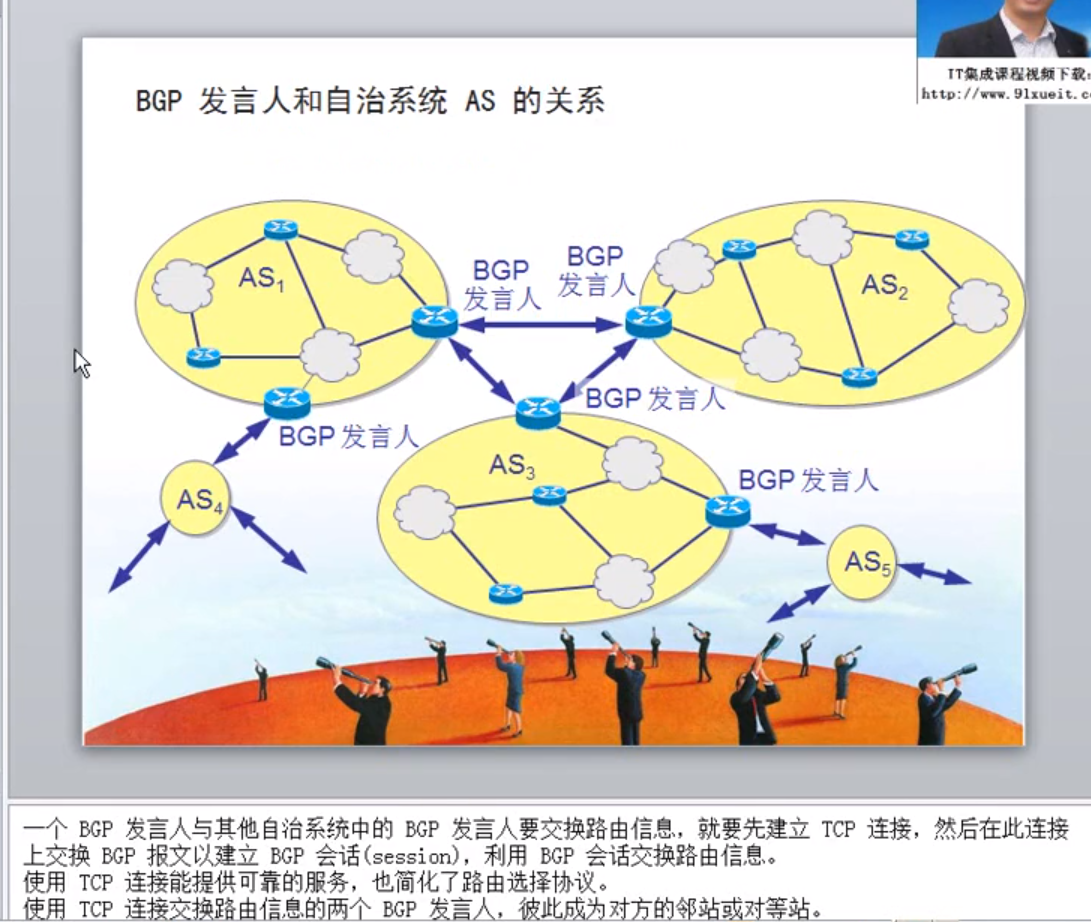 IT集成课程视频下载:
http://www.91xueit.c
BGP 发言人和自治系统 AS 的关系
AS1
BGP
发言人
BGP
发言人
AS2
BGP 发言人
BGP 发言人
AS3
BGP 发言人
AS4
AS5
一个 BGP 发言人与其他自治系统中的 BGP 发言人要交换路由信息，就要先建立 TCP 连接，然后在此连接
上交换 BGP 报文以建立 BGP 会话(session)，利用 BGP 会话交换路由信息。
使用 TCP 连接能提供可靠的服务，也简化了路由选择协议。
使用 TCP 连接交换路由信息的两个 BGP 发言人，彼此成为对方的邻站或对等站。